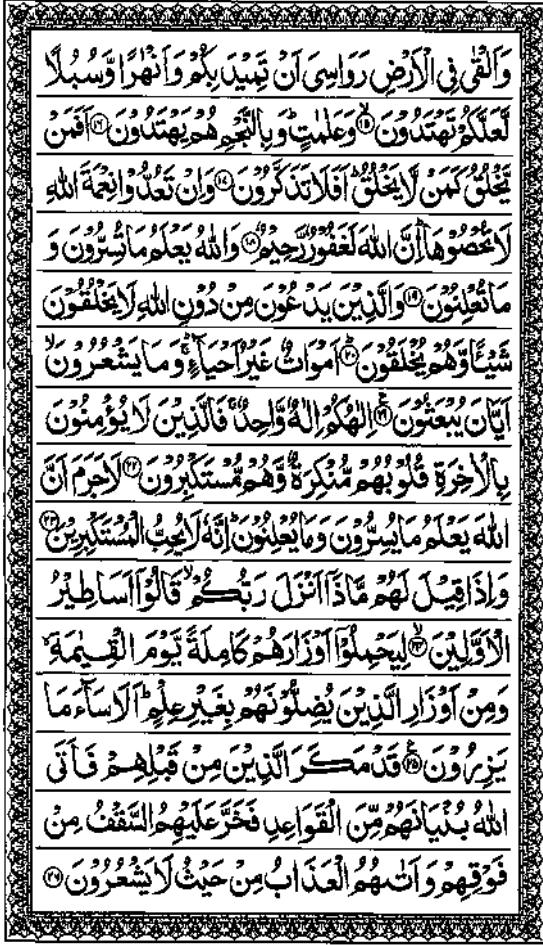 وَاَلْقٰى فِى الْاَرْضِ رَوَاسِىَ اَنْ تَمِيْدَ بِكُمْ وَاَنْهٰرًا وَّسُبُلًا
لَّعَلَّكُمْ تَهْتَدُوْنَ ۙ﴿۱۵﴾ وَعَلٰمٰتٍ ؕ وَبِالنَّجْمِ هُمْ يَهْتَدُوْنَ ﴿۱۶﴾ اَفَمَنْ
يَّخْلُقُ كَمَنْ لَّا يَخْلُقُ ؕ اَفَلَا تَذَكَّرُوْنَ ﴿۱۷﴾ وَاِنْ تَعُدُّوْا نِعْمَةَ اللّٰهِ
لَا تُحْصُوْهَا ؕ اِنَّ اللّٰهَ لَغَفُوْرٌ رَّحِيْمٌ ﴿۱۸﴾ وَاللّٰهُ يَعْلَمُ مَا تُسِرُّوْنَ وَ
مَا تُعْلِنُوْنَ ﴿۱۹﴾ وَالَّذِيْنَ يَدْعُوْنَ مِنْ دُوْنِ اللّٰهِ لَا يَخْلُقُوْنَ
شَيْـًٔا وَّهُمْ يُخْلَقُوْنَ ؕ﴿۲۰﴾ اَمْوَاتٌ غَيْرُ اَحْيَآءٍ ۚ وَمَا يَشْعُرُوْنَ ۙ
اَيَّانَ يُبْعَثُوْنَ ﴿۲۱﴾ اِلٰهُكُمْ اِلٰهٌ وَّاحِدٌ ۚ فَالَّذِيْنَ لَا يُؤْمِنُوْنَ
بِالْاٰخِرَةِ قُلُوْبُهُمْ مُّنْكِرَةٌ وَّهُمْ مُّسْتَكْبِرُوْنَ ﴿۲۲﴾ لَا جَرَمَ اَنَّ
اللّٰهَ يَعْلَمُ مَا يُسِرُّوْنَ وَمَا يُعْلِنُوْنَ ؕ اِنَّهٗ لَا يُحِبُّ الْمُسْتَكْبِرِيْنَ ﴿۲۳﴾
وَاِذَا قِيْلَ لَهُمْ مَّاذَاۤ اَنْزَلَ رَبُّكُمْ ۙ قَالُوْۤا اَسَاطِيْرُ
الْاَوَّلِيْنَ ۙ﴿۲۴﴾ لِيَحْمِلُوْۤا اَوْزَارَهُمْ كَامِلَةً يَّوْمَ الْقِيٰمَةِ ۙ
وَمِنْ اَوْزَارِ الَّذِيْنَ يُضِلُّوْنَهُمْ بِغَيْرِ عِلْمٍ ؕ اَلَا سَآءَ مَا
يَزِرُوْنَ ﴿۲۵﴾ قَدْ مَكَرَ الَّذِيْنَ مِنْ قَبْلِهِمْ فَاَتَى
اللّٰهُ بُنْيَانَهُمْ مِّنَ الْقَوَاعِدِ فَخَرَّ عَلَيْهِمُ السَّقْفُ مِنْ
فَوْقِهِمْ وَاَتٰىهُمُ الْعَذَابُ مِنْ حَيْثُ لَا يَشْعُرُوْنَ ﴿۲۶﴾